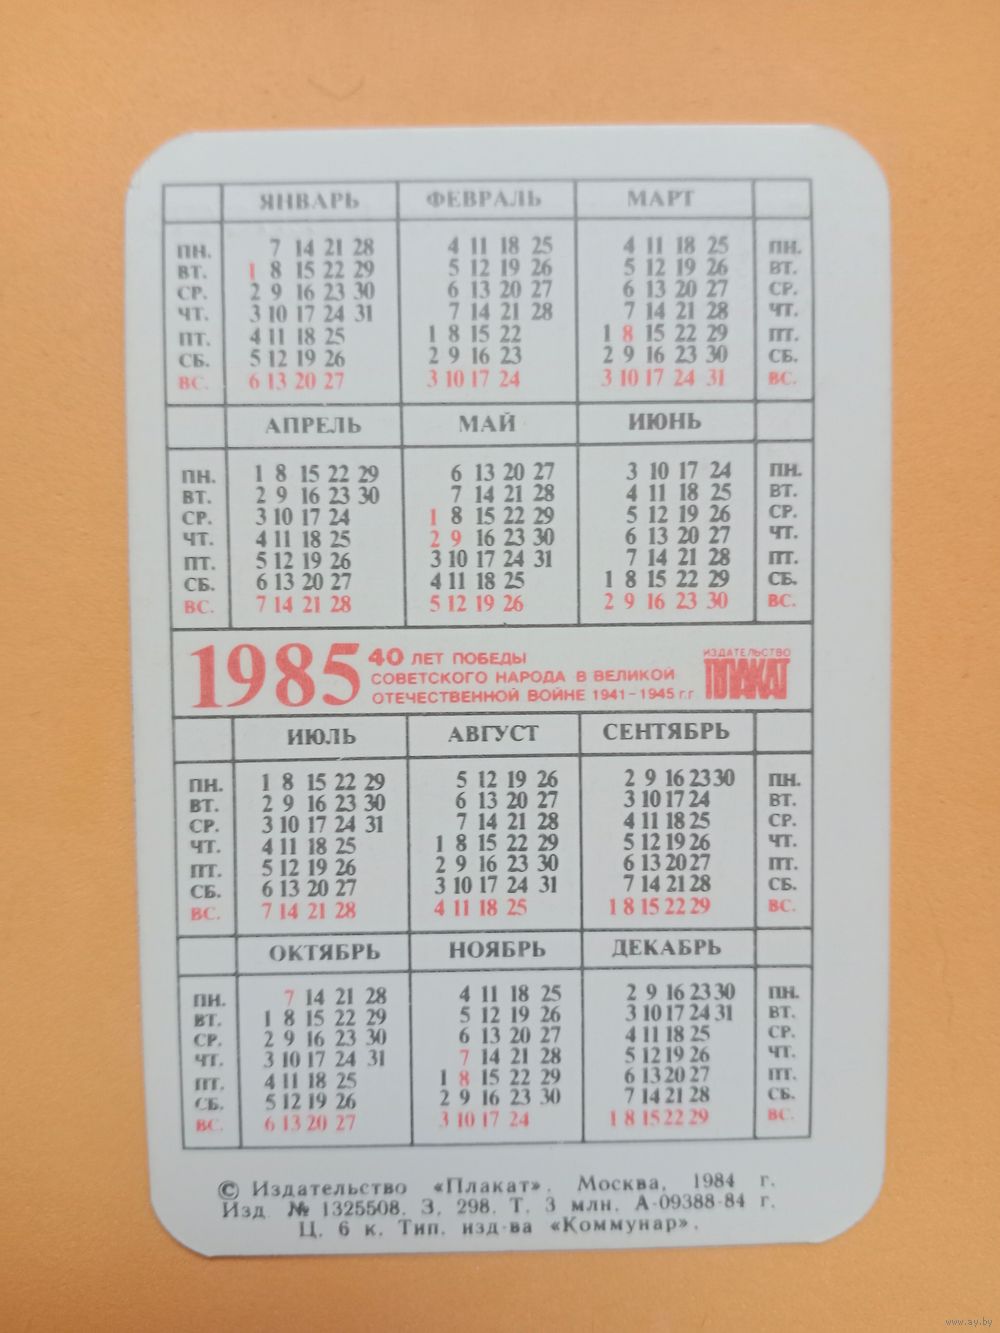 ЯНВАРЬ ФЕВРАЛЬ МАРТ
ПН. 7 14 21 28 4 11 18 25 4 11 18 25 ПН.
ВТ. 1 8 15 22 29 5 12 19 26 5 12 19 26 ВТ.
СР. 2 9 16 23 30 6 13 20 27 6 13 20 27 СР.
ЧТ. 3 10 17 24 31 7 14 21 28 7 14 21 28 ЧТ.
ПТ. 4 11 18 25 1 8 15 22 1 8 15 22 29 ПТ.
СБ. 5 12 19 26 2 9 16 23 2 9 16 23 30 СБ.
ВС. 6 13 20 27 3 10 17 24 3 10 17 24 31 ВС.
АПРЕЛЬ МАЙ ИЮНЬ
ПН. 1 8 15 22 29 6 13 20 27 3 10 17 24 ПН.
ВТ. 2 9 16 23 30 7 14 21 28 4 11 18 25 ВТ.
СР. 3 10 17 24 1 8 15 22 29 5 12 19 26 СР.
ЧТ. 4 11 18 25 2 9 16 23 30 6 13 20 27 ЧТ.
ПТ. 5 12 19 26 3 10 17 24 31 7 14 21 28 ПТ.
СБ. 6 13 20 27 4 11 18 25 1 8 15 22 29 СБ.
ВС. 7 14 21 28 5 12 19 26 2 9 16 23 30 ВС.
1985 40 ЛЕТ ПОБЕДЫ
СОВЕТСКОГО НАРОДА В ВЕЛИКОЙ
ОТЕЧЕСТВЕННОЙ ВОЙНЕ 1941-1945 г.г
ИЗДАТЕЛЬСТВО
ПЛАКАТ
ИЮЛЬ АВГУСТ СЕНТЯБРЬ
ПН. 1 8 15 22 29 5 12 19 26 2 9 16 23 30 ПН.
ВТ. 2 9 16 23 30 6 13 20 27 3 10 17 24 ВТ.
СР. 3 10 17 24 31 7 14 21 28 4 11 18 25 СР.
ЧТ. 4 11 18 25 1 8 15 22 29 5 12 19 26 ЧТ.
ПТ. 5 12 19 26 2 9 16 23 30 6 13 20 27 ПТ.
СБ. 6 13 20 27 3 10 17 24 31 7 14 21 28 СБ.
ВС. 7 14 21 28 4 11 18 25 1 8 15 22 29 ВС.
ОКТЯБРЬ НОЯБРЬ ДЕКАБРЬ
ПН. 7 14 21 28 4 11 18 25 2 9 16 23 30 ПН.
ВТ. 1 8 15 22 29 5 12 19 26 3 10 17 24 31 ВТ.
СР. 2 9 16 23 30 6 13 20 27 4 11 18 25 СР.
ЧТ. 3 10 17 24 31 7 14 21 28 5 12 19 26 ЧТ.
ПТ. 4 11 18 25 1 8 15 22 29 6 13 20 27 ПТ.
СБ. 5 12 19 26 2 9 16 23 30 7 14 21 28 СБ.
ВС. 6 13 20 27 3 10 17 24 1 8 15 22 29 ВС.
© Издательство «Плакат». Москва, 1984 г.
Изд № 1325508. З. 298. Т. 3 млн. А-09388-84 г.
Ц. 6 к. Тип. изд-ва «Коммунар».
www.ay.by